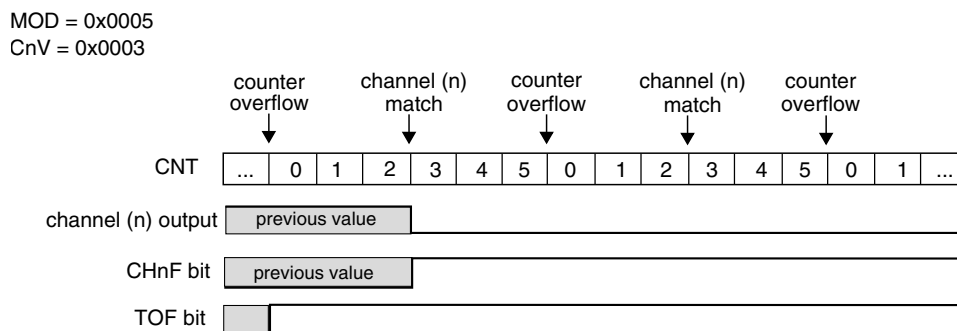 MOD = 0x0005
CnV = 0x0003
counter overflow channel (n) match counter overflow channel (n) match counter overflow
CNT ... 0 1 2 3 4 5 0 1 2 3 4 5 0 1 ...
channel (n) output previous value
CHnF bit previous value
TOF bit